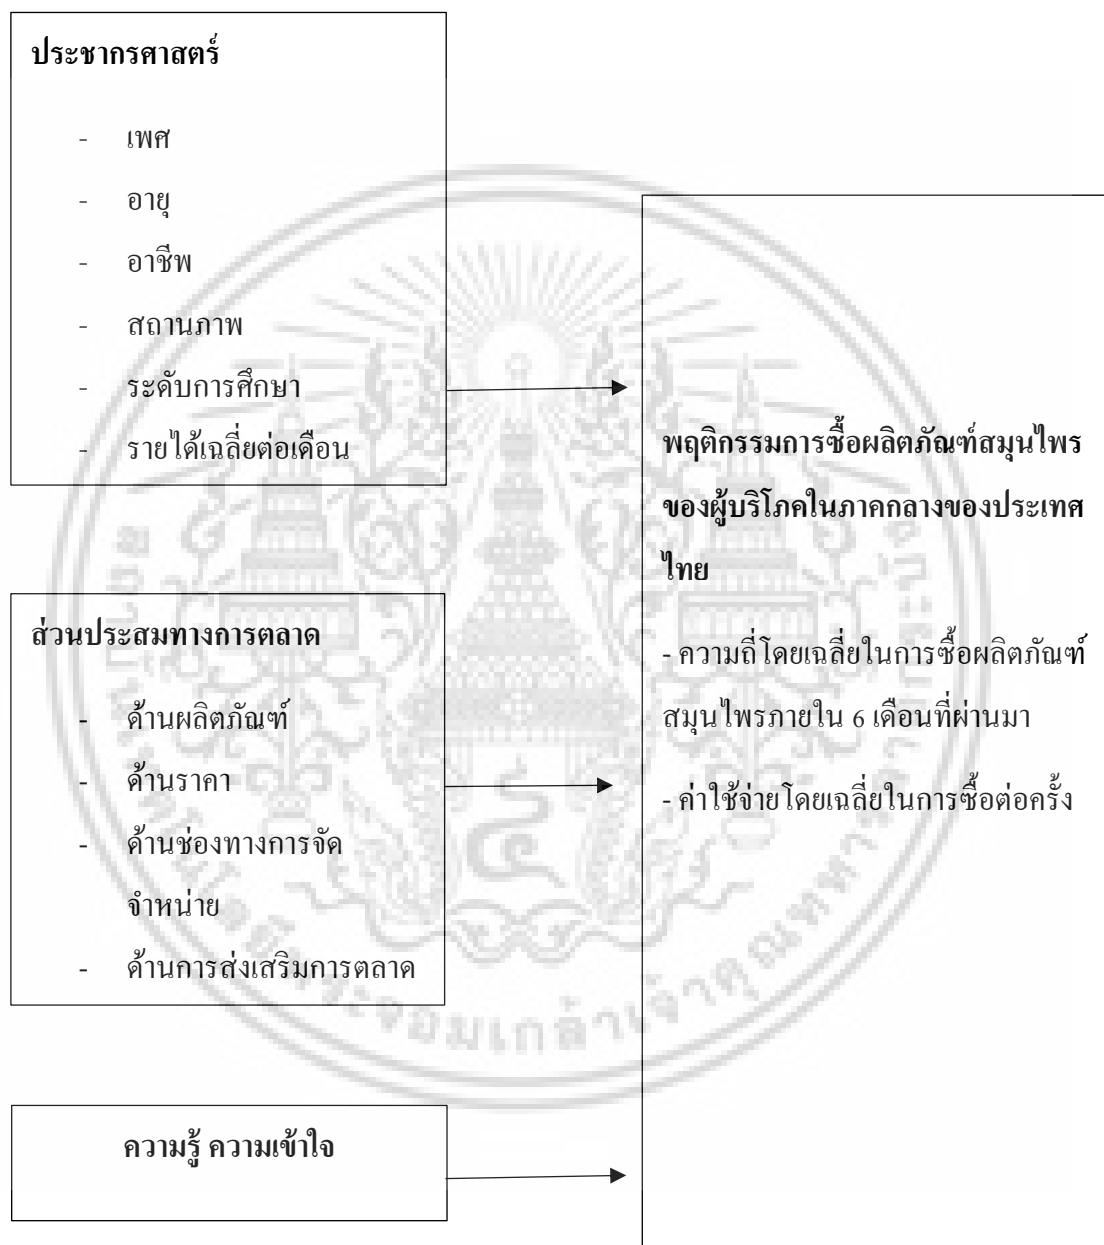 ประชากรศาสตร์
- เพศ
- อายุ
- อาชีพ
- สถานภาพ
- ระดับการศึกษา
- รายได้เฉลี่ยต่อเดือน
ส่วนประสมทางการตลาด
- ด้านผลิตภัณฑ์
- ด้านราคา
- ด้านช่องทางการจัด
จำหน่าย
- ด้านการส่งเสริมการตลาด
ความรู้ ความเข้าใจ
พฤติกรรมการซื้อผลิตภัณฑ์สมุนไพร
ของผู้บริโภคในภาคกลางของประเทศ
ไทย
- ความถี่โดยเฉลี่ยในการซื้อผลิตภัณฑ์
สมุนไพรภายใน 6 เดือนที่ผ่านมา
- ค่าใช้จ่ายโดยเฉลี่ยในการซื้อต่อครั้ง